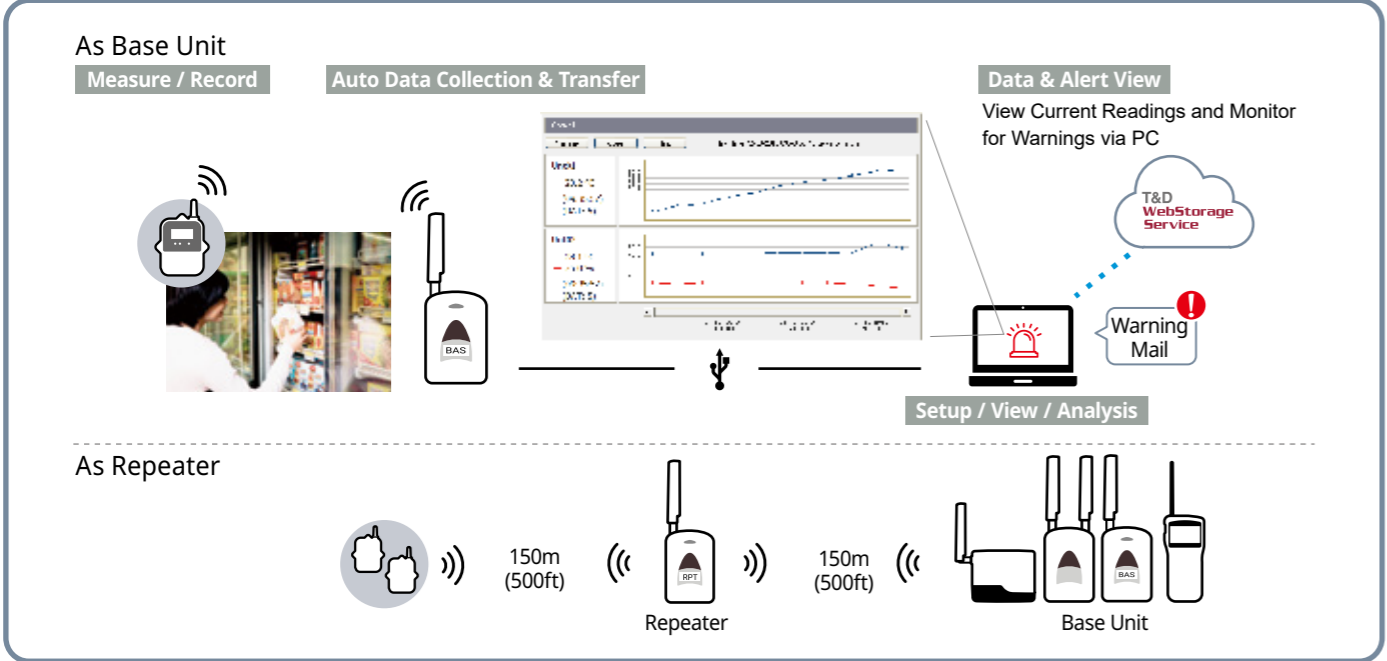 As Base Unit
Measure / Record
Auto Data Collection & Transfer
Data & Alert View
View Current Readings and Monitor
for Warnings via PC
T&D
WebStorage
Service
BAS
Warning
Mail
Setup / View / Analysis
As Repeater
150m
(500ft)
RPT
150m
(500ft)
BAS
Repeater
Base Unit